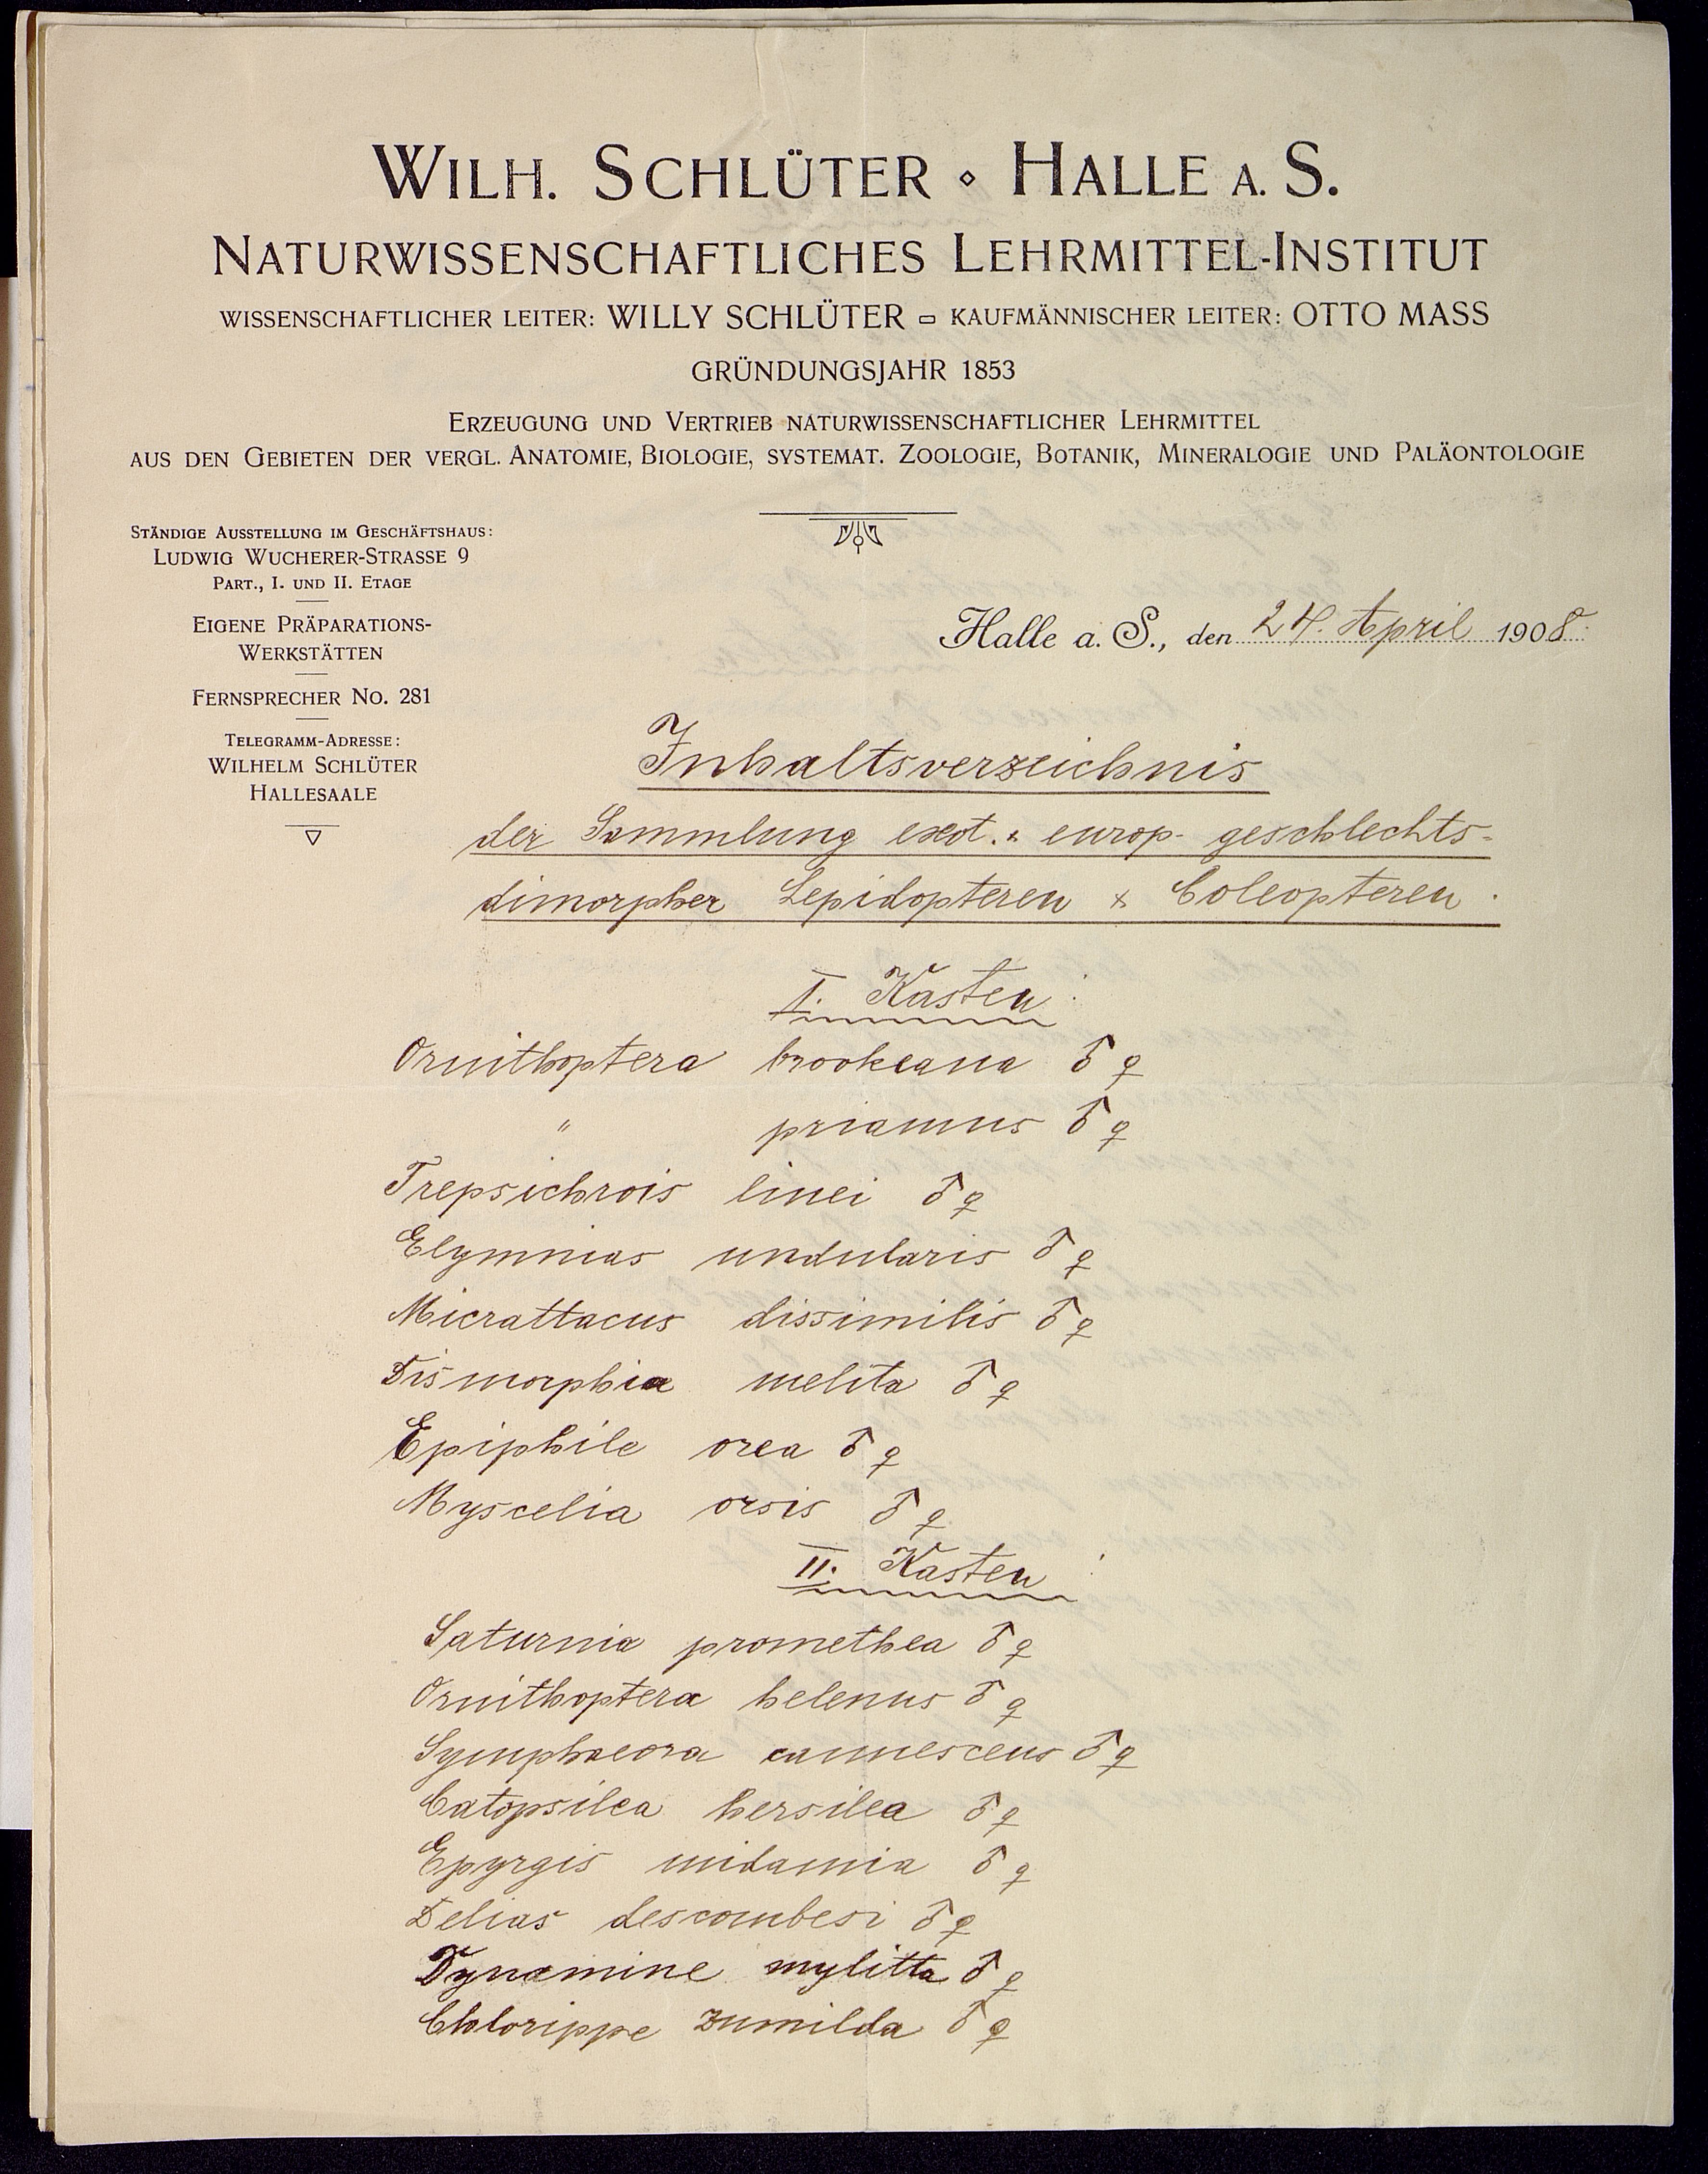 WILH. SCHLÜTER ⋄ HALLE A. S.
NATURWISSENSCHAFTLICHES LEHRMITTEL-INSTITUT
WISSENSCHAFTLICHER LEITER: WILLY SCHLÜTER ▭ KAUFMÄNNISCHER LEITER: OTTO MASS
GRÜNDUNGSJAHR 1853
ERZEUGUNG UND VERTRIEB NATURWISSENSCHAFTLICHER LEHRMITTEL
AUS DEN GEBIETEN DER VERGL. ANATOMIE, BIOLOGIE, SYSTEMAT. ZOOLOGIE, BOTANIK, MINERALOGIE UND PALÄONTOLOGIE
STÄNDIGE AUSSTELLUNG IM GESCHÄFTSHAUS:
LUDWIG WUCHERER-STRASSE 9
PART., I. UND II. ETAGE
EIGENE PRÄPARATIONS-
WERKSTÄTTEN
FERNSPRECHER NO. 281
TELEGRAMM-ADRESSE:
WILHELM SCHLÜTER
HALLESAALE
Halle a. S., den 24. April 1908.
Inhaltsverzeichnis
der Sammlung exot. & europ. geschlechts-
dimorpher Lepidopteren & Coleopteren.
I. Kasten:
Ornithoptera brookeana ♂ ♀
" priamus ♂ ♀
Trepsichrois linei ♂ ♀
Elymnias undularis ♂ ♀
Micrattacus dissimilis ♂ ♀
Dismorphia melita ♂ ♀
Epiphile orea ♂ ♀
Myscelia orsis ♂ ♀
II. Kasten:
Saturnia promethea ♂ ♀
Ornithoptera helenus ♂ ♀
Symphaeora cannescens ♂ ♀
Catopsilea hersilea ♂ ♀
Epyrgis midamia ♂ ♀
Delias descombesi ♂ ♀
Dynamine mylitta ♂ ♀
Chlorippe zumilda ♂ ♀